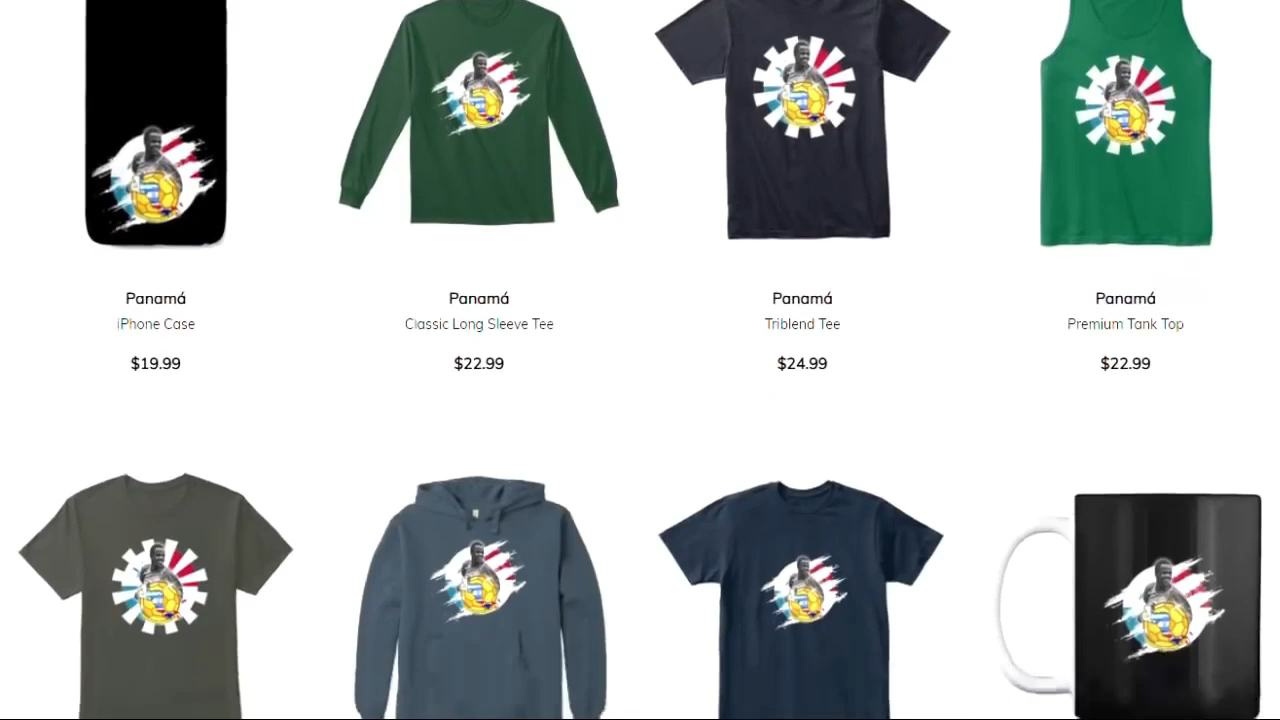 Panamá
iPhone Case
$19.99
Panamá
Classic Long Sleeve Tee
$22.99
Panamá
Triblend Tee
$24.99
Panamá
Premium Tank Top
$22.99